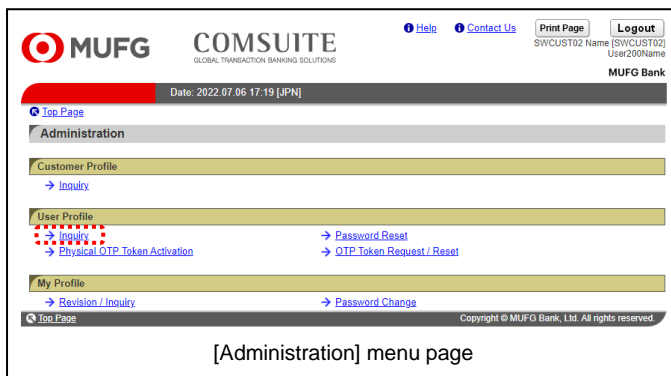 Help Contact Us Print Page Logout
MUFG COMSUITE
GLOBAL TRANSACTION BANKING SOLUTIONS
SWCUST02 Name [SWCUST02]
User200Name
MUFG Bank
Date: 2022.07.06 17:19 [JPN]
Top Page
Administration
Customer Profile
Inquiry
User Profile
Inquiry Password Reset
Physical OTP Token Activation OTP Token Request / Reset
My Profile
Revision / Inquiry Password Change
Top Page Copyright © MUFG Bank, Ltd. All rights reserved.
[Administration] menu page